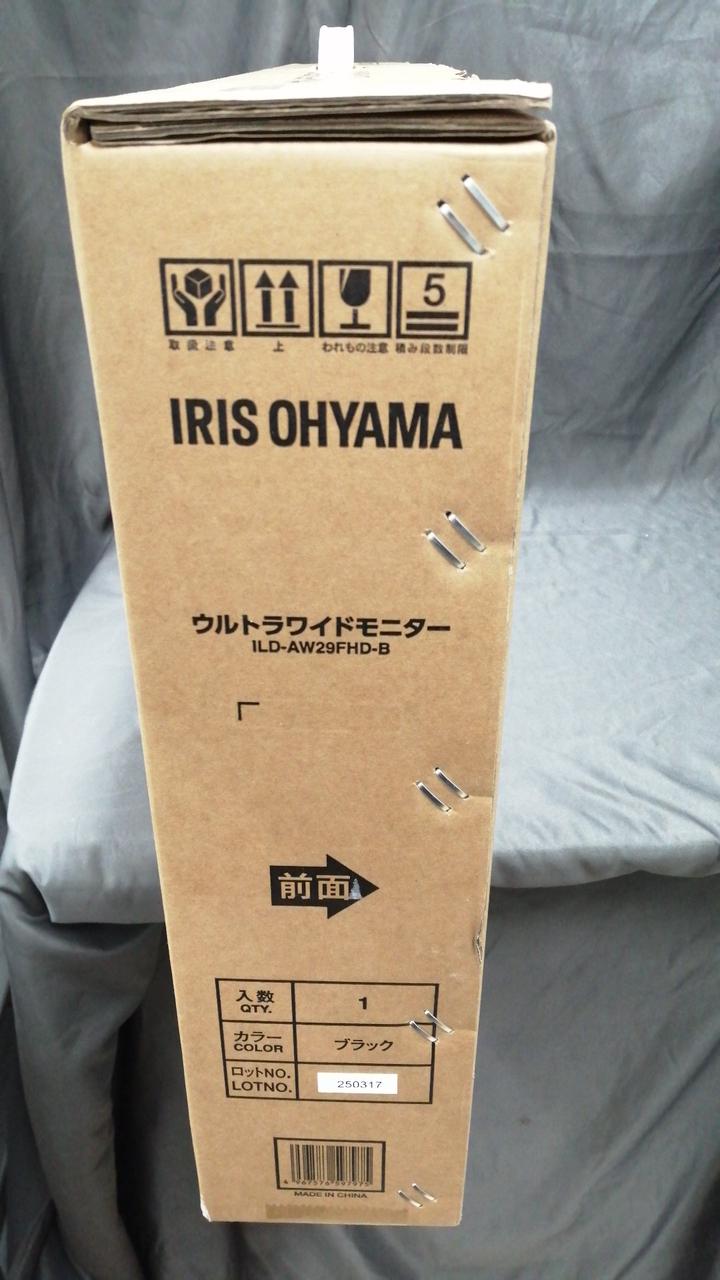 5
取扱注意 上 われもの注意 積み段数制限
IRIS OHYAMA
ウルトラワイドモニター
ILD-AW29FHD-B
前面
入数 QTY. 1
カラー COLOR ブラック
ロットNO. LOTNO. 250317
4 967576 597975
MADE IN CHINA